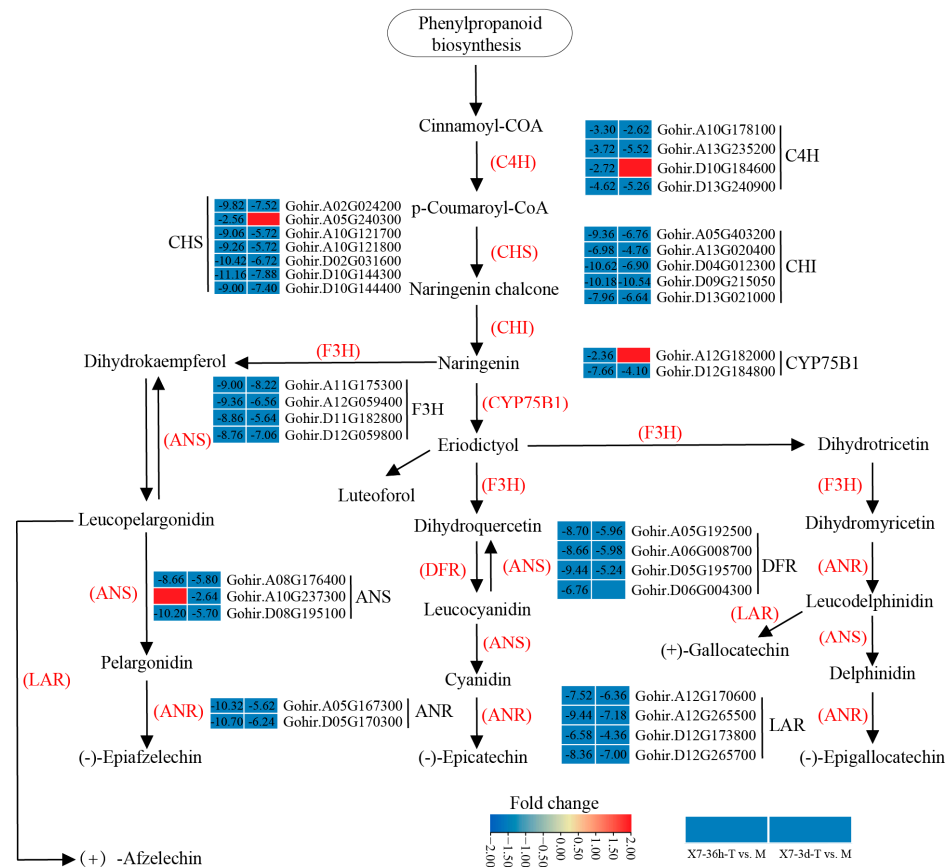 Phenylpropanoid
biosynthesis
Cinnamoyl-COA
(C4H)
-3.30 -2.62 Gohir.A10G178100
-3.72 -5.52 Gohir.A13G235200
-2.72 Gohir.D10G184600
-4.62 -5.26 Gohir.D13G240900
C4H
p-Coumaroyl-CoA
CHS
-9.82 -7.52 Gohir.A02G024200
-2.56 Gohir.A05G240300
-9.06 -5.72 Gohir.A10G121700
-9.26 -5.72 Gohir.A10G121800
-10.42 -6.72 Gohir.D02G031600
-11.16 -7.88 Gohir.D10G144300
-9.00 -7.40 Gohir.D10G144400
(CHS)
-9.36 -6.76 Gohir.A05G403200
-6.98 -4.76 Gohir.A13G020400
-10.62 -6.90 Gohir.D04G012300
-10.18 -10.54 Gohir.D09G215050
-7.96 -6.64 Gohir.D13G021000
CHI
Naringenin chalcone
(CHI)
Dihydrokaempferol
(F3H)
Naringenin
-2.36 Gohir.A12G182000
-7.66 -4.10 Gohir.D12G184800
CYP75B1
-9.00 -8.22 Gohir.A11G175300
-9.36 -6.56 Gohir.A12G059400
-8.86 -5.64 Gohir.D11G182800
-8.76 -7.06 Gohir.D12G059800
F3H
(CYP75B1)
(ANS)
Eriodictyol
(F3H)
Dihydrotricetin
Luteoforol
(F3H)
(F3H)
Leucopelargonidin
Dihydroquercetin
Dihydromyricetin
-8.70 -5.96 Gohir.A05G192500
-8.66 -5.98 Gohir.A06G008700
-9.44 -5.24 Gohir.D05G195700
-6.76 Gohir.D06G004300
DFR
(DFR)
(ANS)
(ANR)
(ANS)
-8.66 -5.80 Gohir.A08G176400
-2.64 Gohir.A10G237300
-10.20 -5.70 Gohir.D08G195100
ANS
Leucocyanidin
Leucodelphinidin
(LAR)
(+)-Gallocatechin
(ANS)
(ANS)
Pelargonidin
Cyanidin
Delphinidin
(LAR)
(ANR)
-10.32 -5.62 Gohir.A05G167300
-10.70 -6.24 Gohir.D05G170300
ANR
(ANR)
-7.52 -6.36 Gohir.A12G170600
-9.44 -7.18 Gohir.A12G265500
-6.58 -4.36 Gohir.D12G173800
-8.36 -7.00 Gohir.D12G265700
LAR
(ANR)
(-)-Epiafzelechin
(-)-Epicatechin
(-)-Epigallocatechin
Fold change
-2.00 -1.50 -1.00 -0.50 0.00 0.50 1.00 1.50 2.00
X7-36h-T vs. M X7-3d-T vs. M
(+) -Afzelechin